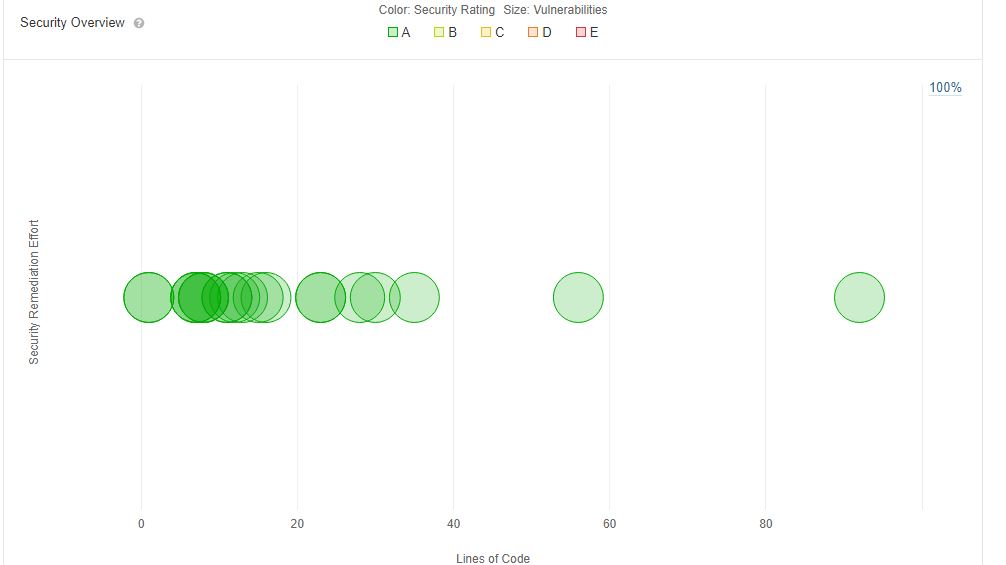 Color: Security Rating Size: Vulnerabilities
Security Overview ?
A B C D E
100%
Security Remediation Effort
0 20 40 60 80
Lines of Code